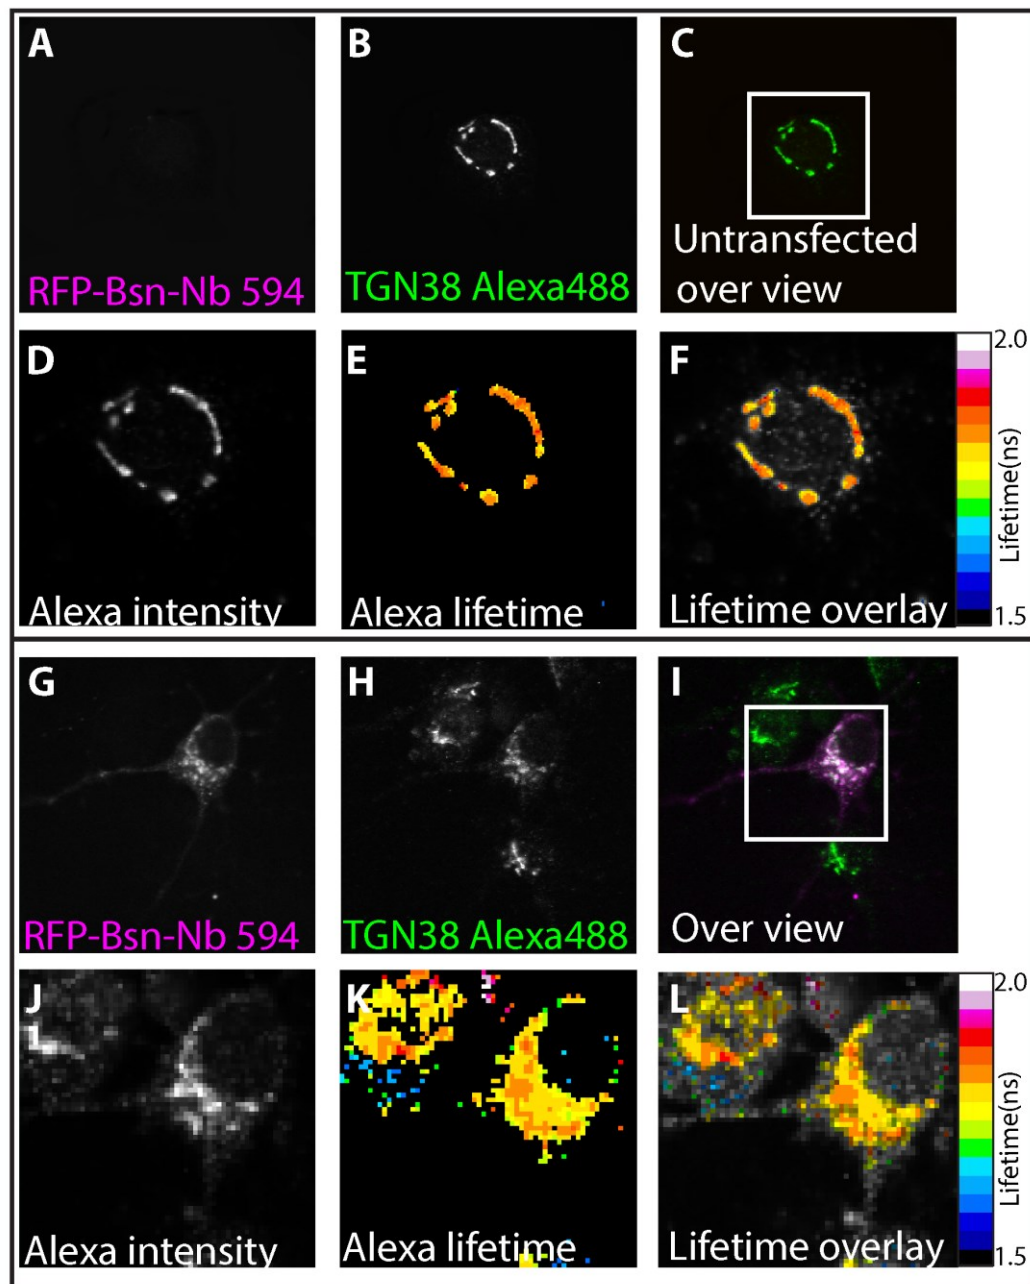 A
RFP-Bsn-Nb 594
B
TGN38 Alexa488
C
Untransfected
over view
D
Alexa intensity
E
Alexa lifetime
F
Lifetime overlay
2.0
Lifetime(ns)
1.5
G
RFP-Bsn-Nb 594
H
TGN38 Alexa488
I
Over view
J
Alexa intensity
K
Alexa lifetime
L
Lifetime overlay
2.0
Lifetime(ns)
1.5